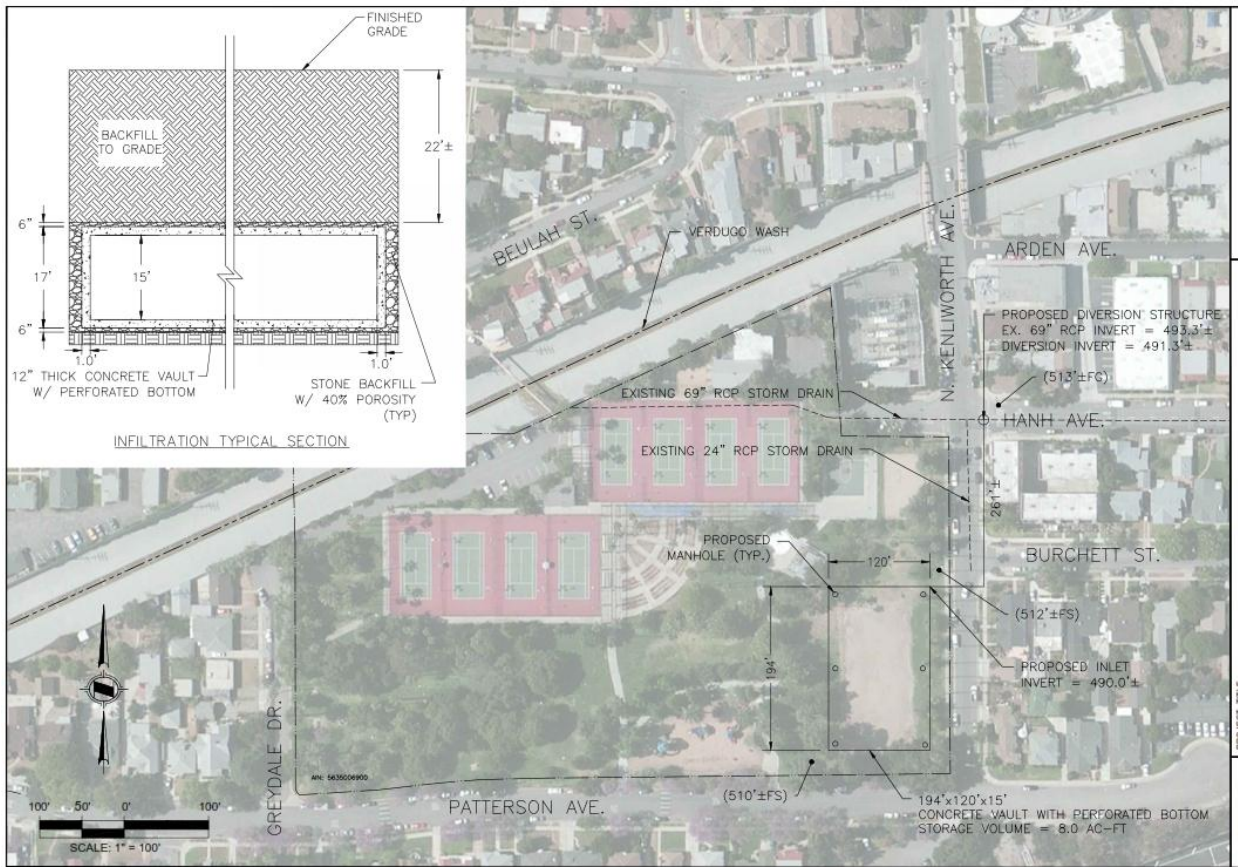 FINISHED
GRADE
BACKFILL
TO GRADE
22'±
6"
17'
15'
6"
1.0'
1.0'
12" THICK CONCRETE VAULT
W/ PERFORATED BOTTOM
STONE BACKFILL
W/ 40% POROSITY
(TYP)
INFILTRATION TYPICAL SECTION
BEULAH ST.
VERDUGO WASH
N. KENLIWORTH AVE.
ARDEN AVE.
PROPOSED DIVERSION STRUCTURE
EX. 69" RCP INVERT = 493.3'±
DIVERSION INVERT = 491.3'±
(513'±FG)
EXISTING 69" RCP STORM DRAIN
HANH AVE.
EXISTING 24" RCP STORM DRAIN
261'±
PROPOSED
MANHOLE (TYP.)
120'
BURCHETT ST.
(512'±FS)
194'
PROPOSED INLET
INVERT = 490.0'±
GREYDALE DR.
AIN: 5635006900
(510'±FS)
PATTERSON AVE.
194'x120'x15'
CONCRETE VAULT WITH PERFORATED BOTTOM
STORAGE VOLUME = 8.0 AC-FT
100' 50' 0' 100'
SCALE: 1" = 100'